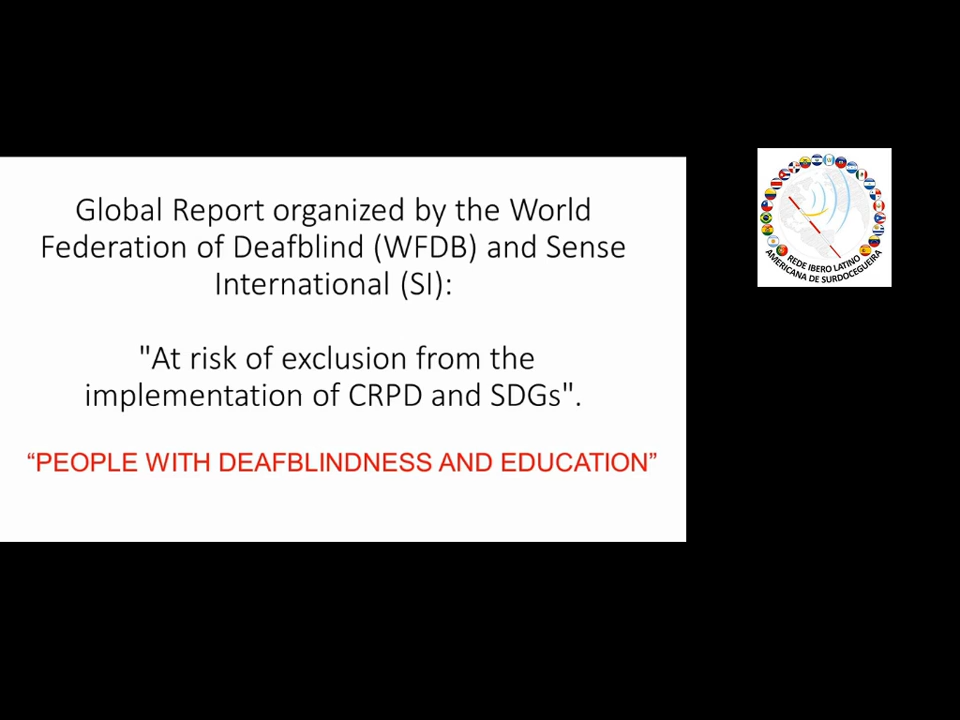 Global Report organized by the World
Federation of Deafblind (WFDB) and Sense
International (SI):
"At risk of exclusion from the
implementation of CRPD and SDGs".
“PEOPLE WITH DEAFBLINDNESS AND EDUCATION”
REDE IBERO LATINO
AMERICANA DE SURDOCEGUEIRA